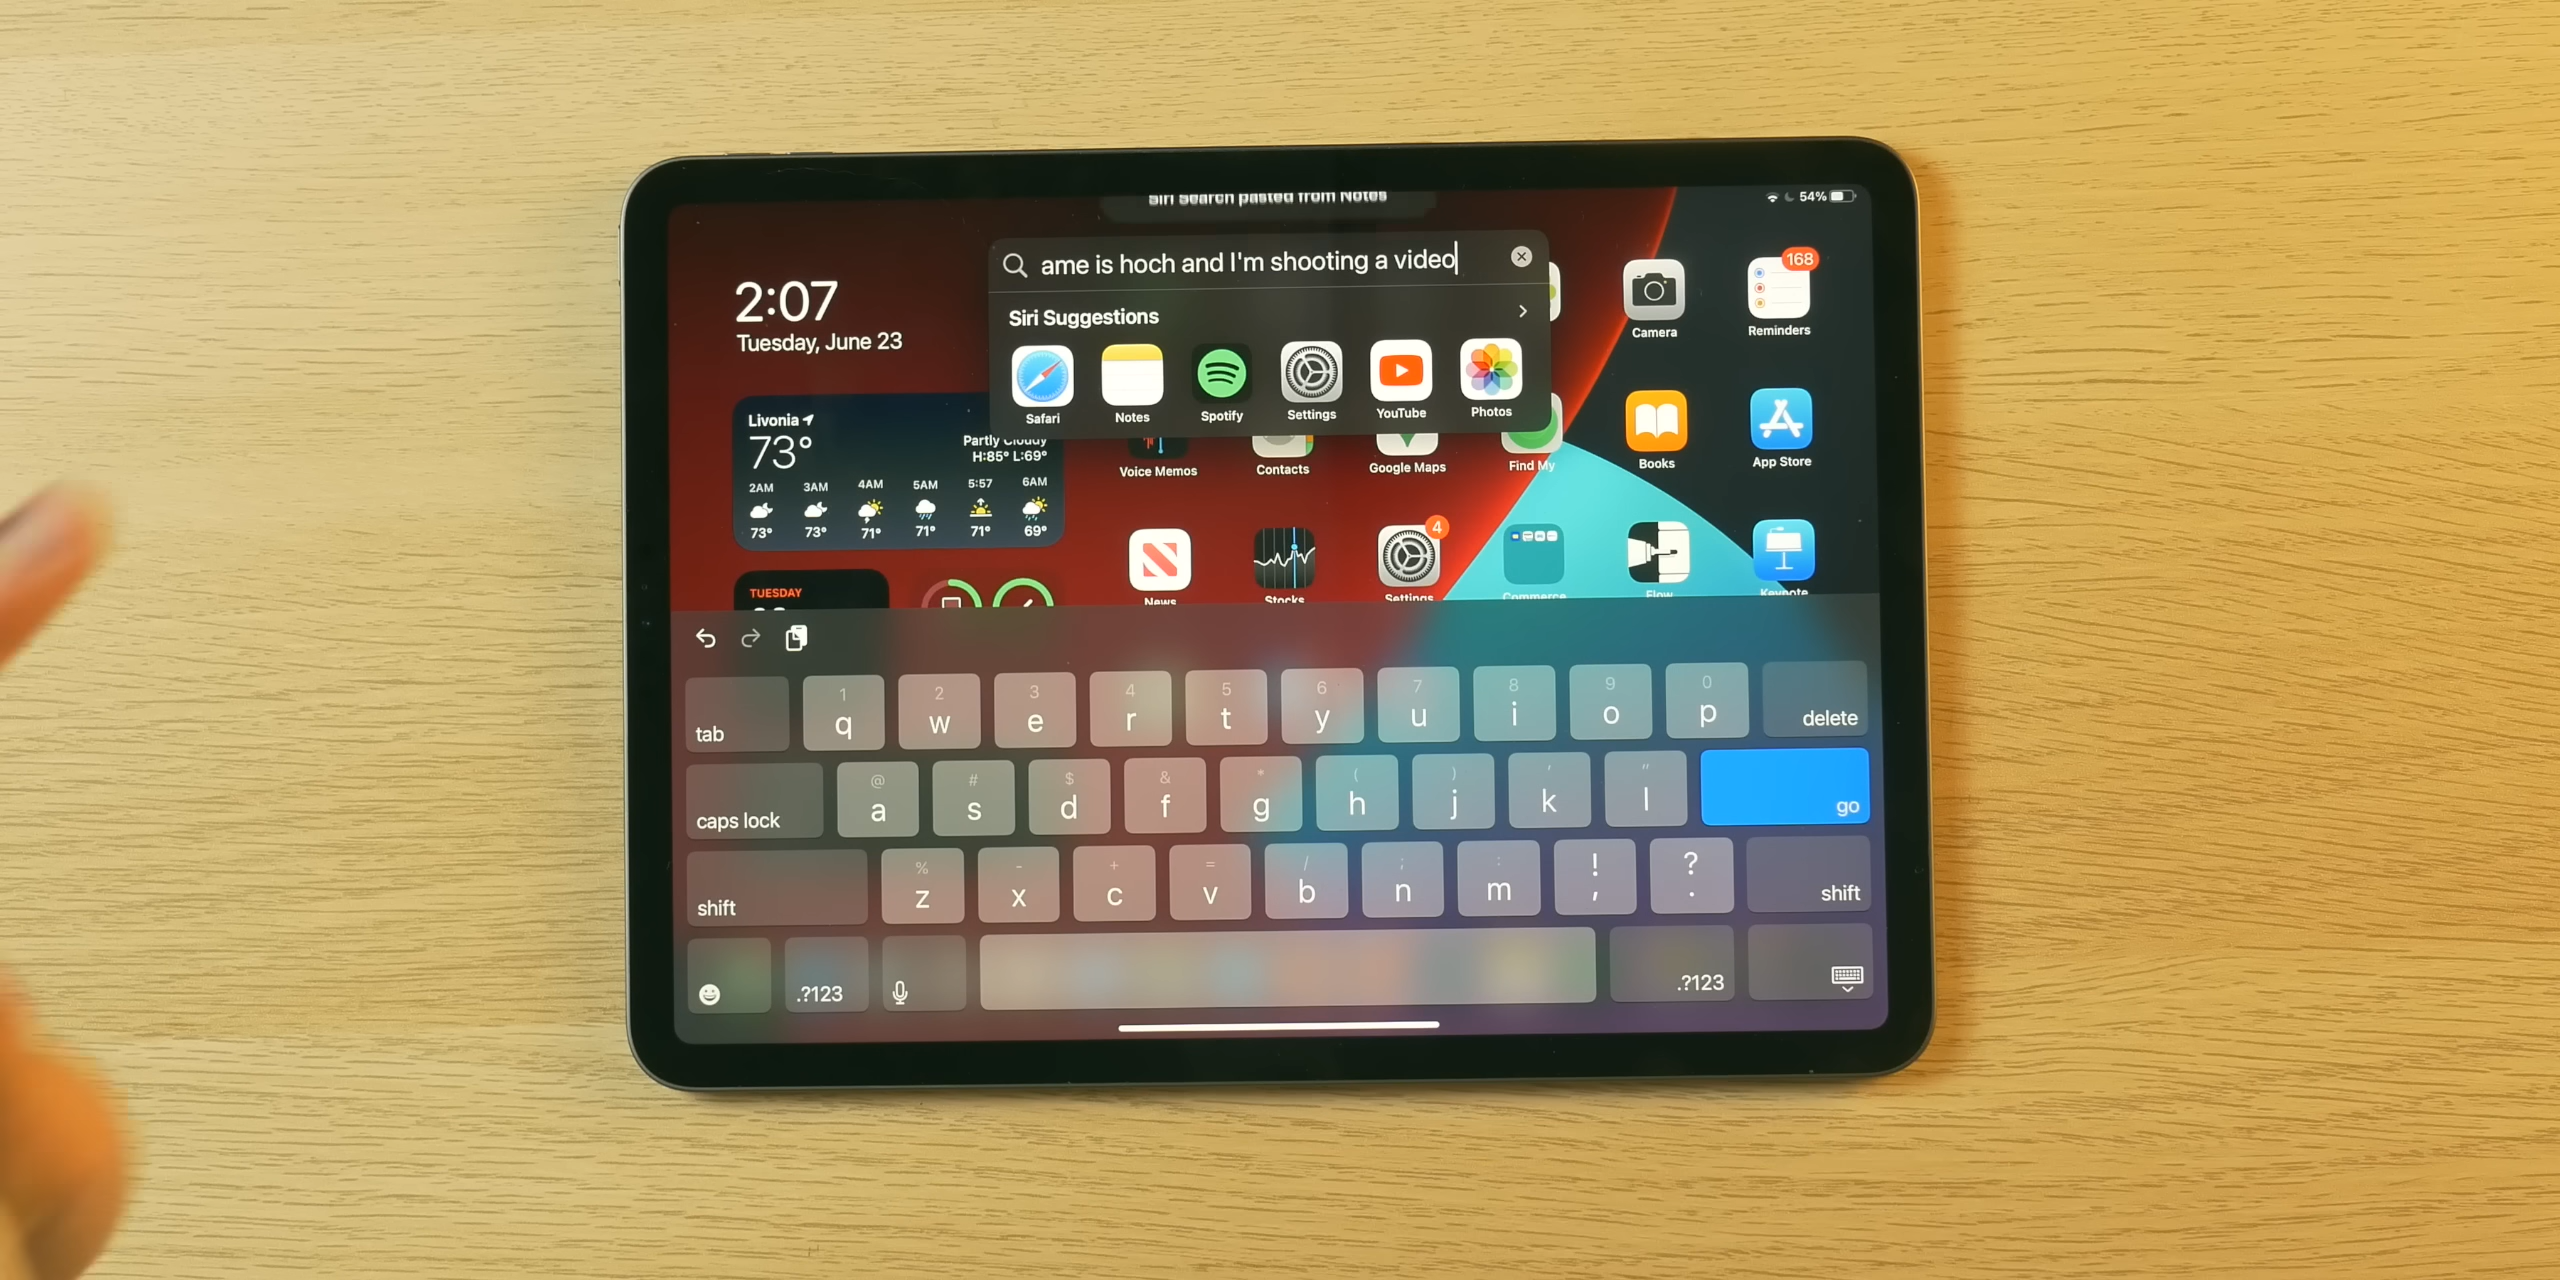 Siri Search pasted from Notes
54%
ame is hoch and I'm shooting a video
2:07
Tuesday, June 23
Siri Suggestions
Safari Notes Spotify Settings YouTube Photos
Camera Reminders
168
Livonia
73°
Partly Cloudy
H:85° L:69°
2AM 3AM 4AM 5AM 5:57 6AM
73° 73° 71° 71° 71° 69°
Voice Memos Contacts Google Maps Find My Books App Store
4
TUESDAY
News Stocks Settings Commerce Flow Keynote
tab 1 q 2 w 3 e 4 r 5 t 6 y 7 u 8 i 9 o 0 p delete
caps lock @ a # s $ d & f * g ( h ) j ' k " l go
shift % z - x + c = v / b ; n : m ! , ? . shift
.?123 .?123